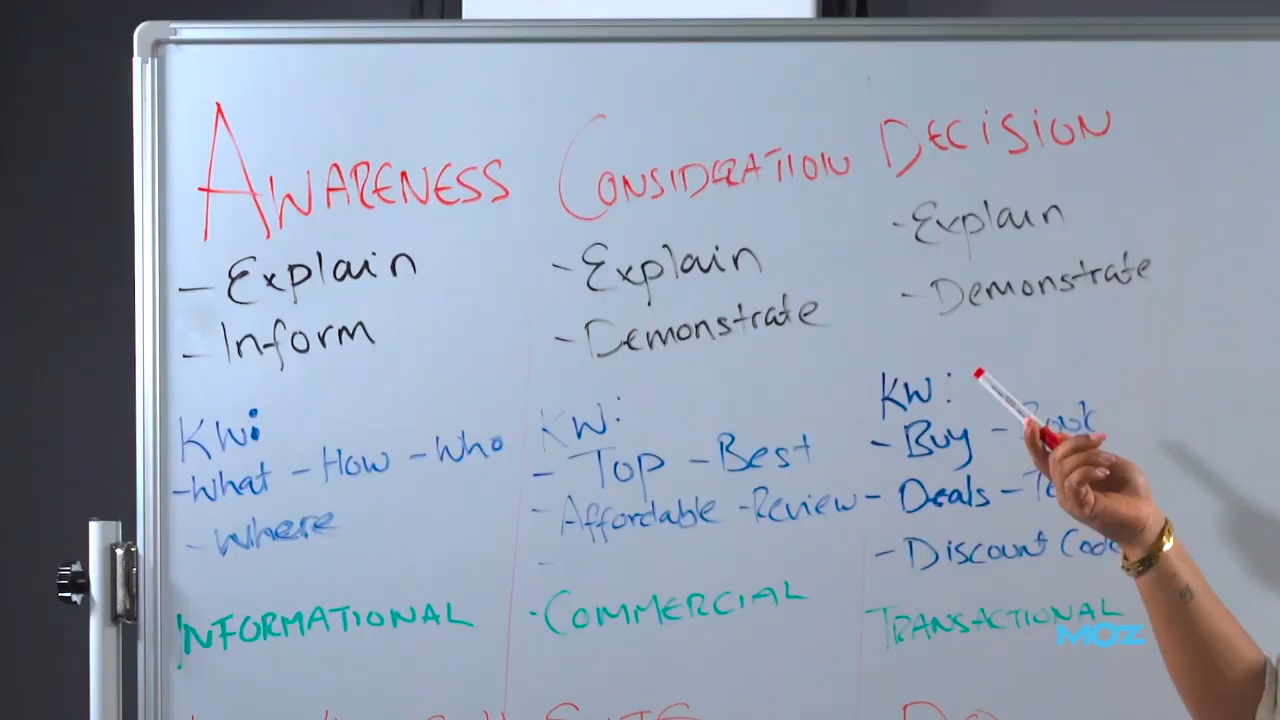 AWARENESS
- Explain
- Inform
KW:
- What - How - Who
- Where
INFORMATIONAL
CONSIDERATION
- Explain
- Demonstrate
KW:
- Top - Best
- Affordable - Review
-
- COMMERCIAL
DECISION
- Explain
- Demonstrate
KW:
- Buy -
- Deals -
- Discount Code
TRANSACTIONAL
MOZ